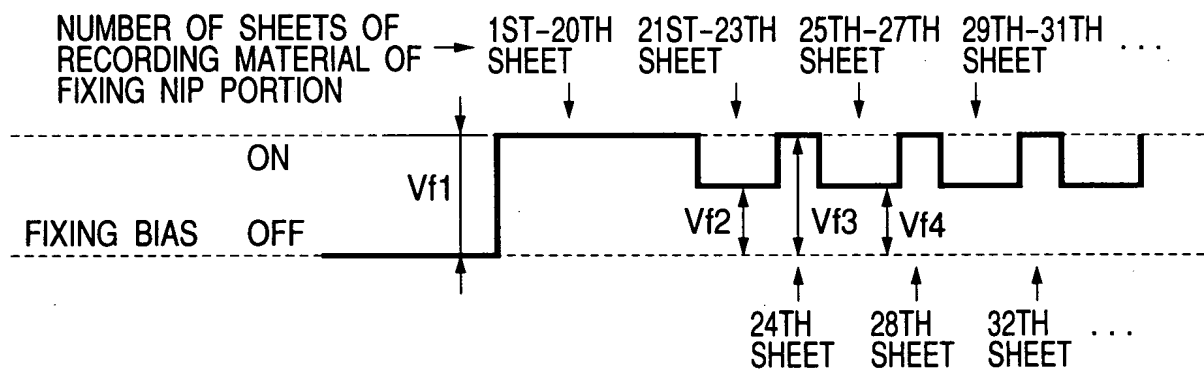 NUMBER OF SHEETS OF
RECORDING MATERIAL OF
FIXING NIP PORTION
1ST-20TH
SHEET
21ST-23TH
SHEET
25TH-27TH
SHEET
29TH-31TH
SHEET
...
ON
Vf1
Vf2
Vf3
Vf4
FIXING BIAS OFF
24TH
SHEET
28TH
SHEET
32TH
SHEET
...